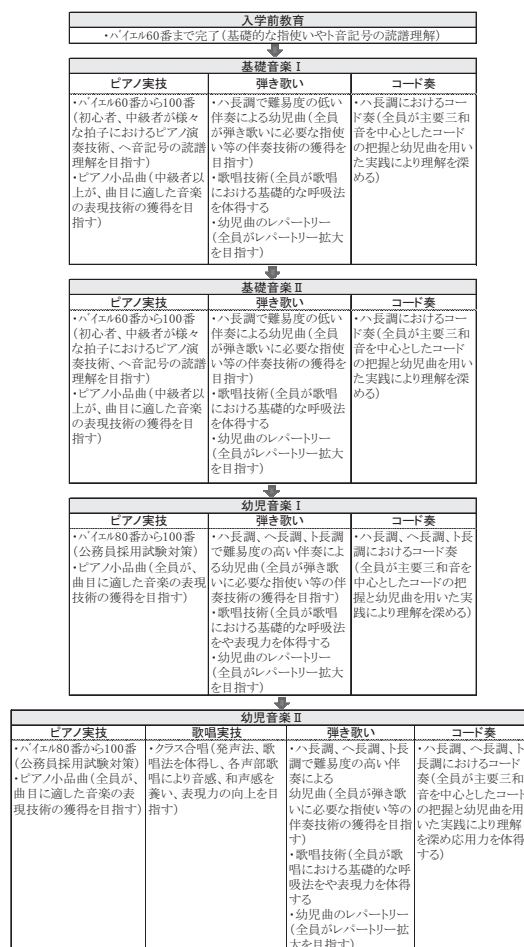 入学前教育
・バイエル60番まで完了(基礎的な指使いやト音記号の読譜理解)
基礎音楽Ⅰ
ピアノ実技
・バイエル60番から100番
(初心者、中級者が様々
な拍子におけるピアノ演
奏技術、ヘ音記号の読譜
理解を目指す)
・ピアノ小品曲(中級者以
上が、曲目に適した音楽
の表現技術の獲得を目
指す)
弾き歌い
・ハ長調で難易度の低い
伴奏による幼児曲(全員
が弾き歌いに必要な指使
い等の伴奏技術の獲得を
目指す)
・歌唱技術(全員が歌唱
における基礎的な呼吸法
を体得する
・幼児曲のレパートリー
(全員がレパートリー拡大
を目指す)
コード奏
・ハ長調におけるコー
ド奏(全員が主要三和
音を中心としたコード
の把握と幼児曲を用い
た実践により理解を深
める)
基礎音楽Ⅱ
ピアノ実技
・バイエル60番から100番
(初心者、中級者が様々
な拍子におけるピアノ演
奏技術、ヘ音記号の読譜
理解を目指す)
・ピアノ小品曲(中級者以
上が、曲目に適した音楽
の表現技術の獲得を目
指す)
弾き歌い
・ハ長調で難易度の低い
伴奏による幼児曲(全員
が弾き歌いに必要な指使
い等の伴奏技術の獲得を
目指す)
・歌唱技術(全員が歌唱
における基礎的な呼吸法
を体得する
・幼児曲のレパートリー
(全員がレパートリー拡大
を目指す)
コード奏
・ハ長調におけるコー
ド奏(全員が主要三和
音を中心としたコード
の把握と幼児曲を用い
た実践により理解を深
める)
幼児音楽Ⅰ
ピアノ実技
・バイエル80番から100番
(公務員採用試験対策)
・ピアノ小品曲(全員が、
曲目に適した音楽の表現
技術の獲得を目指す)
弾き歌い
・ハ長調、ヘ長調、ト長調
で難易度の高い伴奏によ
る幼児曲(全員が弾き歌
いに必要な指使い等の伴
奏技術の獲得を目指す)
・歌唱技術(全員が歌唱
における基礎的な呼吸法
をや表現力を体得する
・幼児曲のレパートリー
(全員がレパートリー拡大
を目指す)
コード奏
・ハ長調、ヘ長調、ト長
調におけるコード奏
(全員が主要三和音を
中心としたコードの把
握と幼児曲を用いた実
践により理解を深める)
幼児音楽Ⅱ
ピアノ実技
・バイエル80番から100番
(公務員採用試験対策)
・ピアノ小品曲(全員が、
曲目に適した音楽の表
現技術の獲得を目指す)
歌唱実技
・クラス合唱(発声法、歌
唱法を体得し、各声部歌
唱により音感、和声感を
養い、表現力の向上を目
指す)
弾き歌い
・ハ長調、ヘ長調、ト長
調で難易度の高い伴
奏による
幼児曲(全員が弾き歌
いに必要な指使い等の
伴奏技術の獲得を目指
す)
・歌唱技術(全員が歌
唱における基礎的な呼
吸法をや表現力を体得
する
・幼児曲のレパートリー
(全員がレパートリー拡
大を目指す)
コード奏
・ハ長調、ヘ長調、ト
長調におけるコード
奏(全員が主要三和
音を中心としたコード
の把握と幼児曲を用
いた実践により理解
を深め応用力を体得
する)